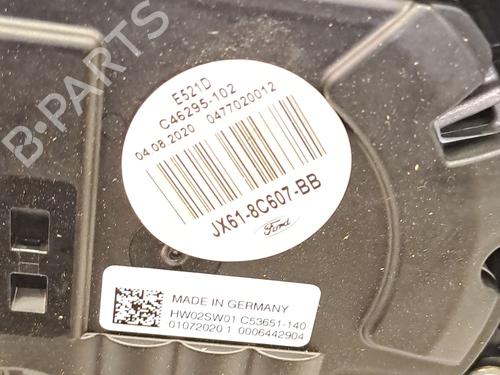 B-PARTS
E521D
C46295-102
04.08.2020 0477020012
JX61-8C607-BB
Ford
MADE IN GERMANY
HW02SW01 C53651-140
01072020 1 0006442904